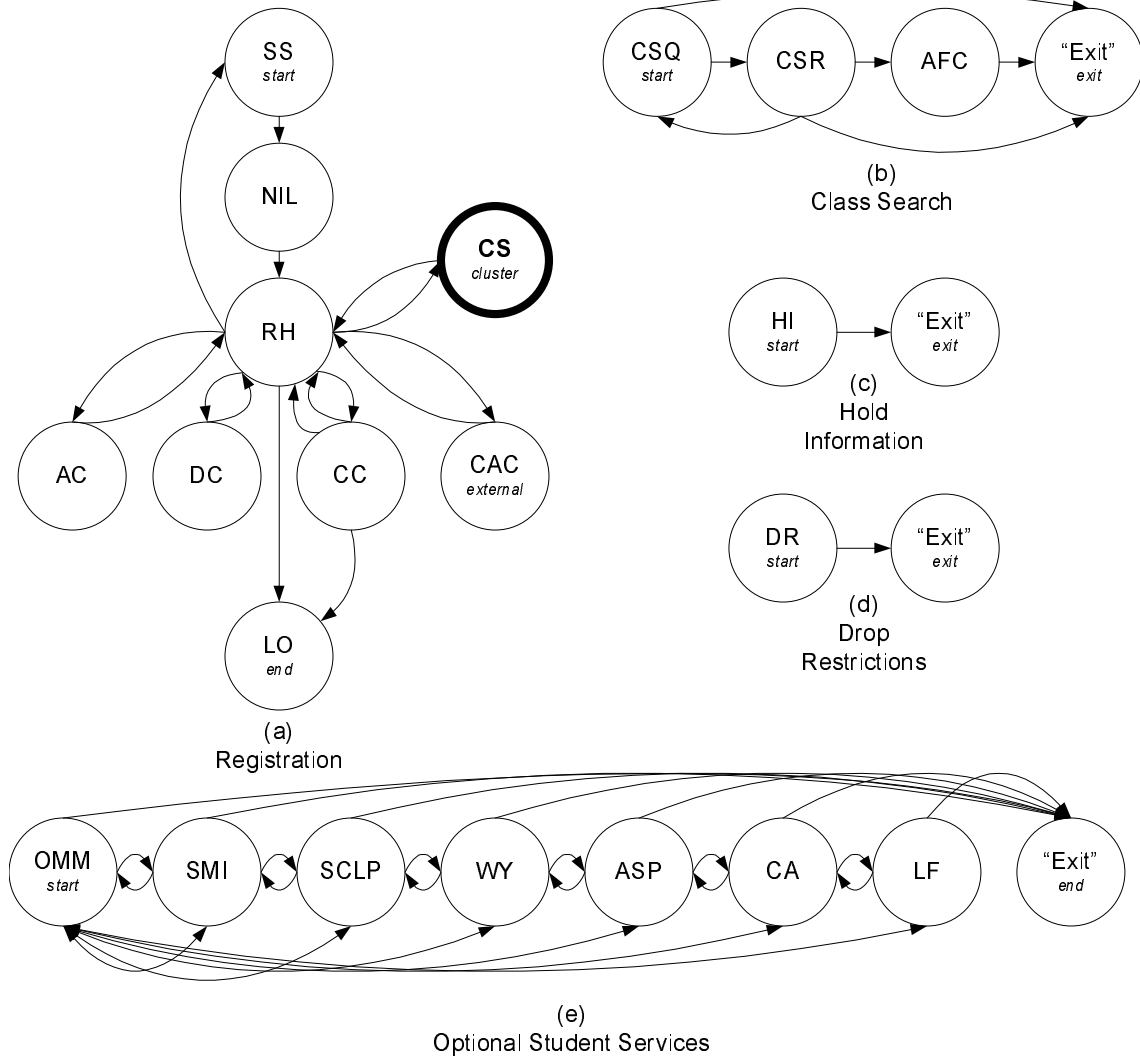 SS
start
NIL
CS
cluster
RH
AC
DC
CC
CAC
external
LO
end
(a)
Registration
CSQ
start
CSR
AFC
“Exit”
exit
(b)
Class Search
HI
start
“Exit”
exit
(c)
Hold
Information
DR
start
“Exit”
exit
(d)
Drop
Restrictions
OMM
start
SMI
SCLP
WY
ASP
CA
LF
“Exit”
end
(e)
Optional Student Services